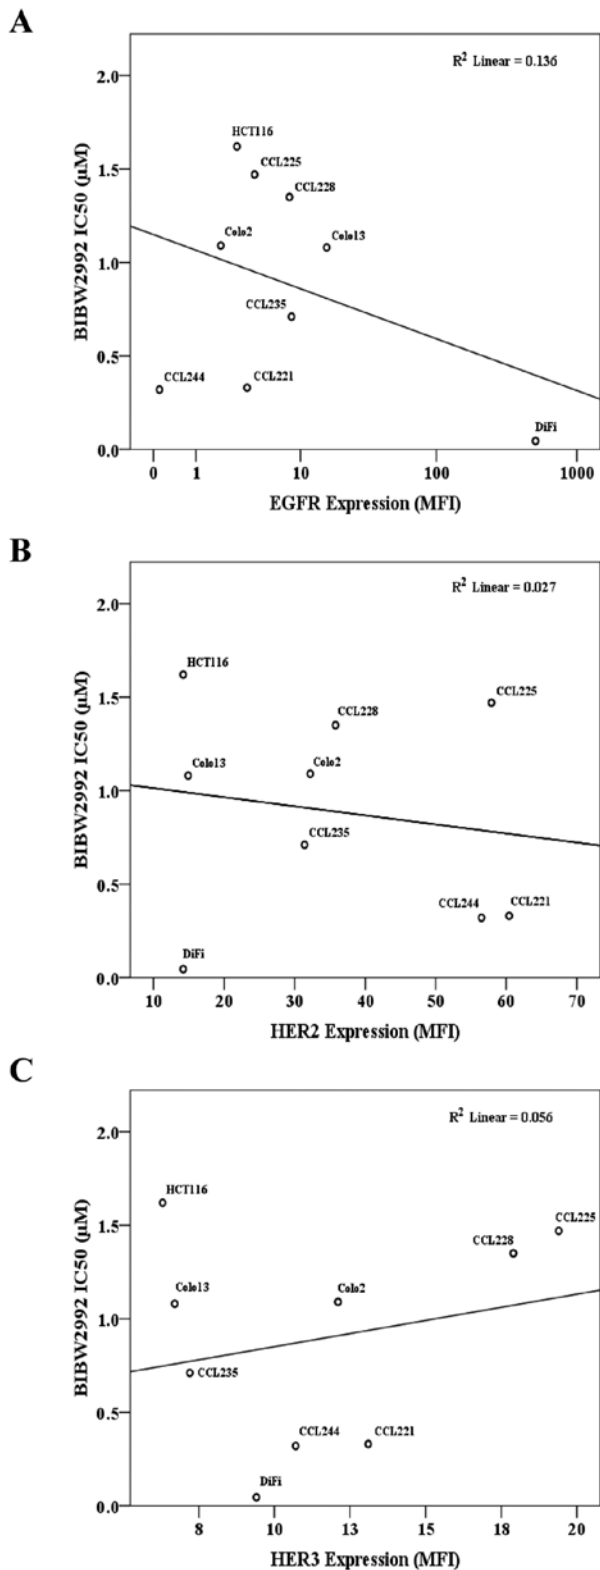 A
R² Linear = 0.136
2.0
HCT116
CCL225
1.5
CCL228
Colo2
Colo13
1.0
CCL235
0.5
CCL244
CCL221
DiFi
0.0
0 1 10 100 1000
BIBW2992 IC50 (μM)
EGFR Expression (MFI)
B
R² Linear = 0.027
2.0
HCT116
CCL225
CCL228
1.5
Colo13
Colo2
1.0
CCL235
0.5
CCL244
CCL221
DiFi
0.0
10 20 30 40 50 60 70
BIBW2992 IC50 (μM)
HER2 Expression (MFI)
C
R² Linear = 0.056
2.0
HCT116
CCL225
1.5
CCL228
Colo13
Colo2
1.0
CCL235
0.5
CCL244
CCL221
DiFi
0.0
8 10 13 15 18 20
BIBW2992 IC50 (μM)
HER3 Expression (MFI)